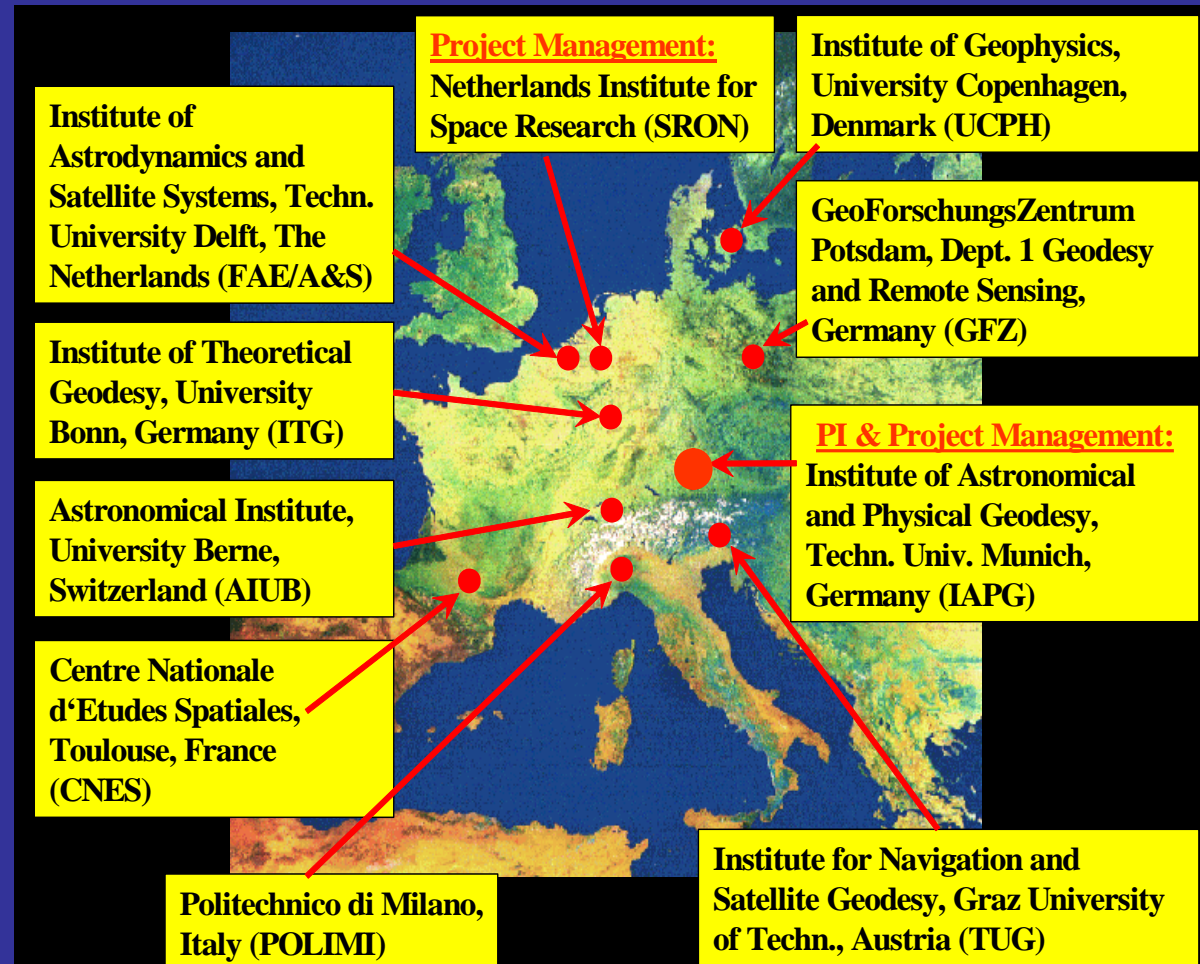 Project Management:
Netherlands Institute for
Space Research (SRON)
Institute of Geophysics,
University Copenhagen,
Denmark (UCPH)
Institute of
Astrodynamics and
Satellite Systems, Techn.
University Delft, The
Netherlands (FAE/A&S)
GeoForschungsZentrum
Potsdam, Dept. 1 Geodesy
and Remote Sensing,
Germany (GFZ)
Institute of Theoretical
Geodesy, University
Bonn, Germany (ITG)
PI & Project Management:
Institute of Astronomical
and Physical Geodesy,
Techn. Univ. Munich,
Germany (IAPG)
Astronomical Institute,
University Berne,
Switzerland (AIUB)
Centre Nationale
d‘Etudes Spatiales,
Toulouse, France
(CNES)
Politechnico di Milano,
Italy (POLIMI)
Institute for Navigation and
Satellite Geodesy, Graz University
of Techn., Austria (TUG)